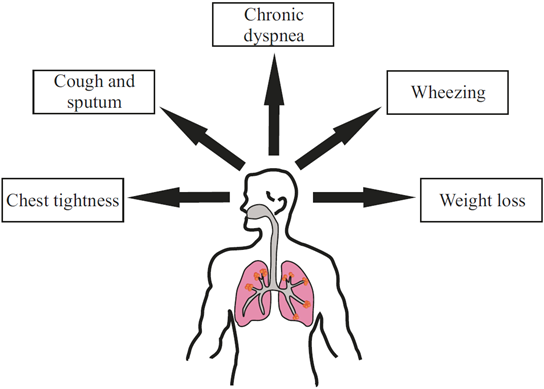 Chronic
dyspnea
Cough and
sputum
Wheezing
Chest tightness
Weight loss